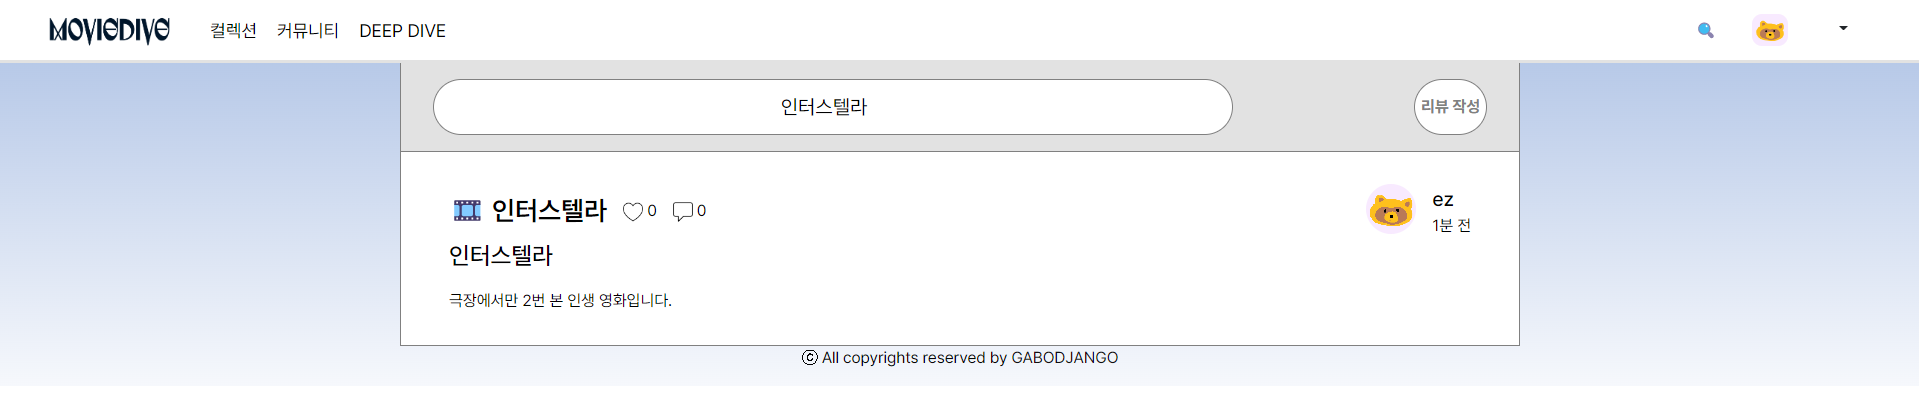 MOVIEDIVE 컬렉션 커뮤니티 DEEP DIVE
인터스텔라 리뷰 작성
인터스텔라 0 0
ez
1분 전
인터스텔라
극장에서만 2번 본 인생 영화입니다.
ⓒ All copyrights reserved by GABODJANGO